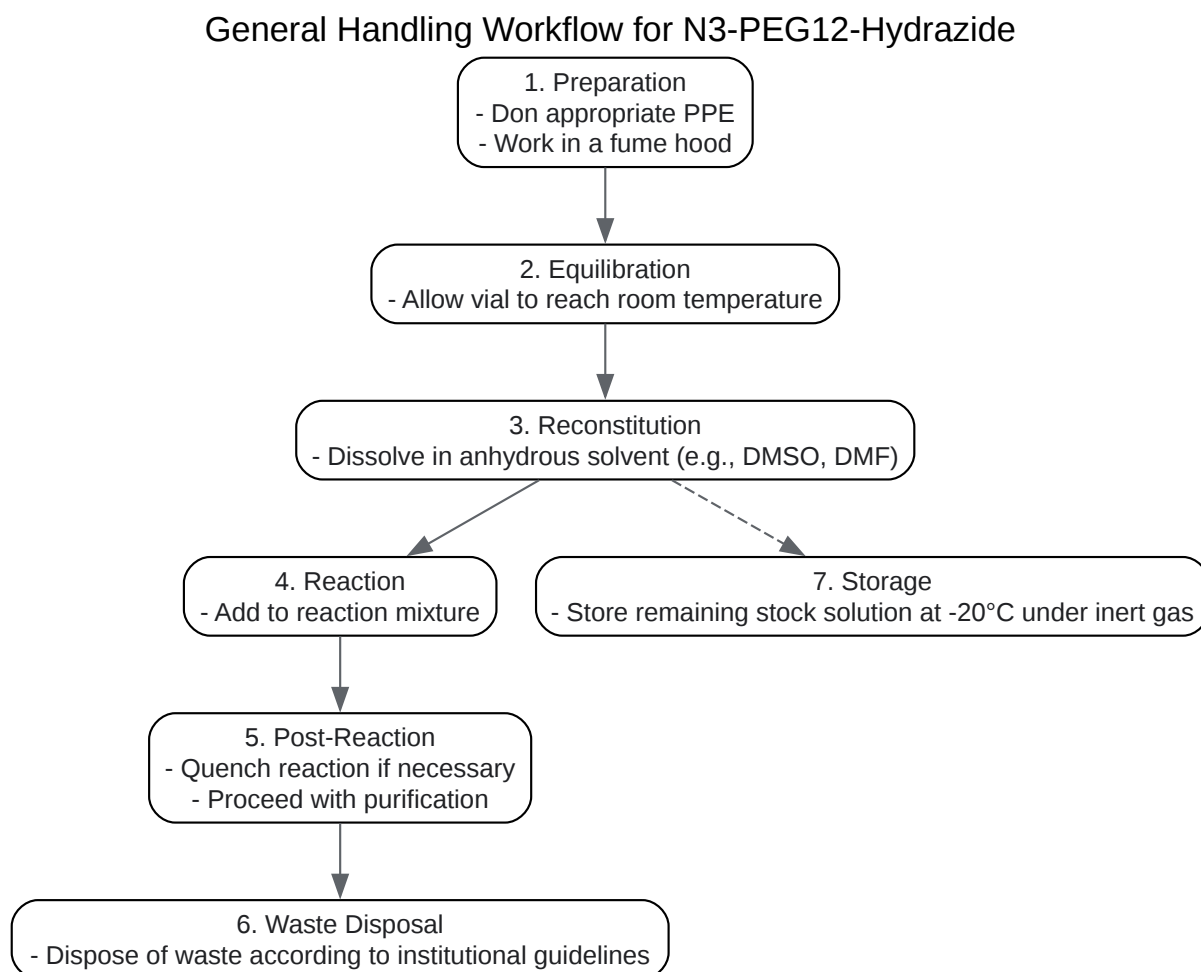 General Handling Workflow for N3-PEG12-Hydrazide
1. Preparation
- Don appropriate PPE
- Work in a fume hood
2. Equilibration
- Allow vial to reach room temperature
3. Reconstitution
- Dissolve in anhydrous solvent (e.g., DMSO, DMF)
4. Reaction
- Add to reaction mixture
7. Storage
- Store remaining stock solution at -20°C under inert gas
5. Post-Reaction
- Quench reaction if necessary
- Proceed with purification
6. Waste Disposal
- Dispose of waste according to institutional guidelines